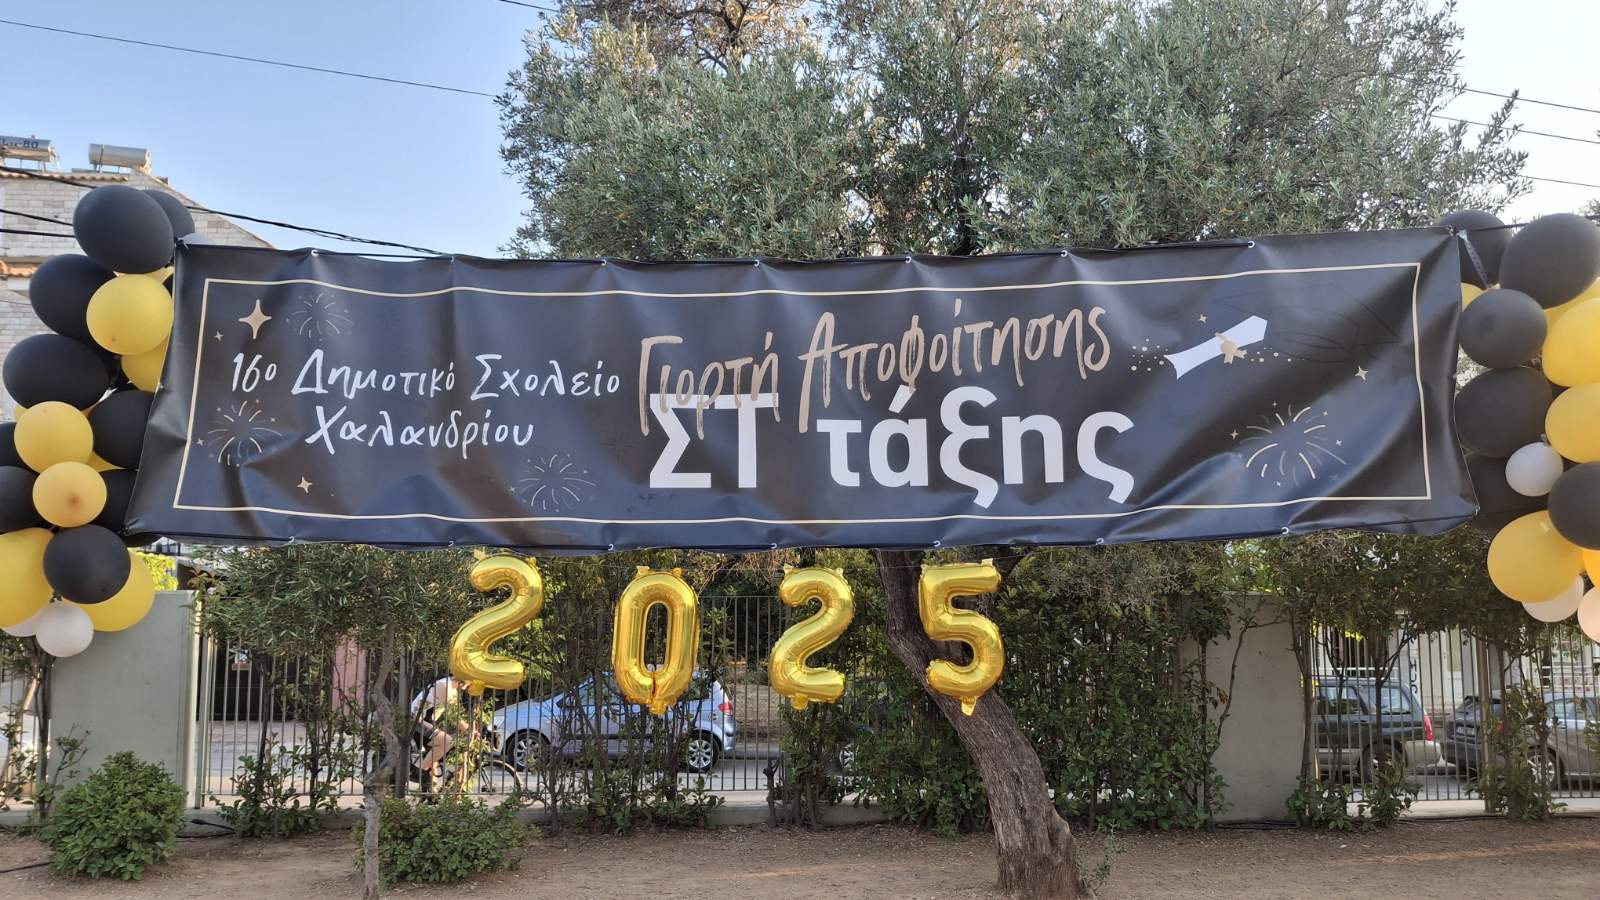 16ο Δημοτικό Σχολείο
Χαλανδρίου
Γιορτή Αποφοίτησης
ΣΤ τάξης
2025